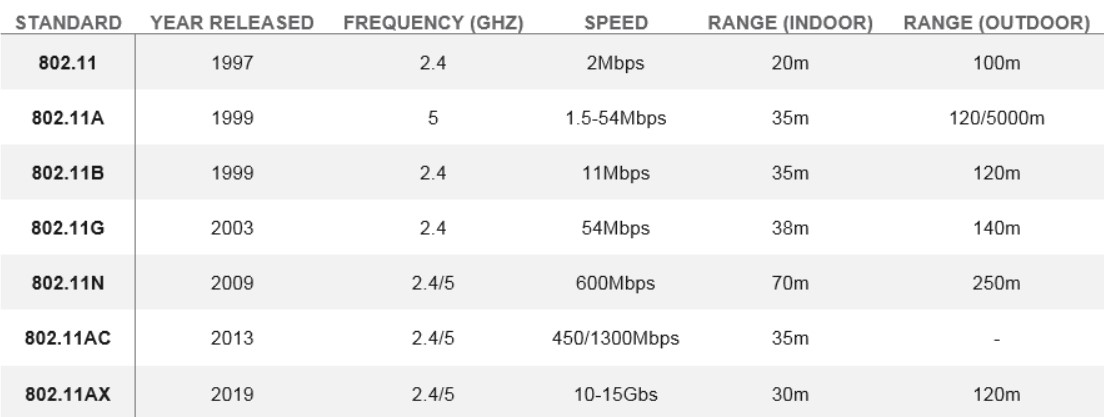 STANDARD YEAR RELEASED FREQUENCY (GHZ) SPEED RANGE (INDOOR) RANGE (OUTDOOR)
802.11 1997 2.4 2Mbps 20m 100m
802.11A 1999 5 1.5-54Mbps 35m 120/5000m
802.11B 1999 2.4 11Mbps 35m 120m
802.11G 2003 2.4 54Mbps 38m 140m
802.11N 2009 2.4/5 600Mbps 70m 250m
802.11AC 2013 2.4/5 450/1300Mbps 35m -
802.11AX 2019 2.4/5 10-15Gbs 30m 120m